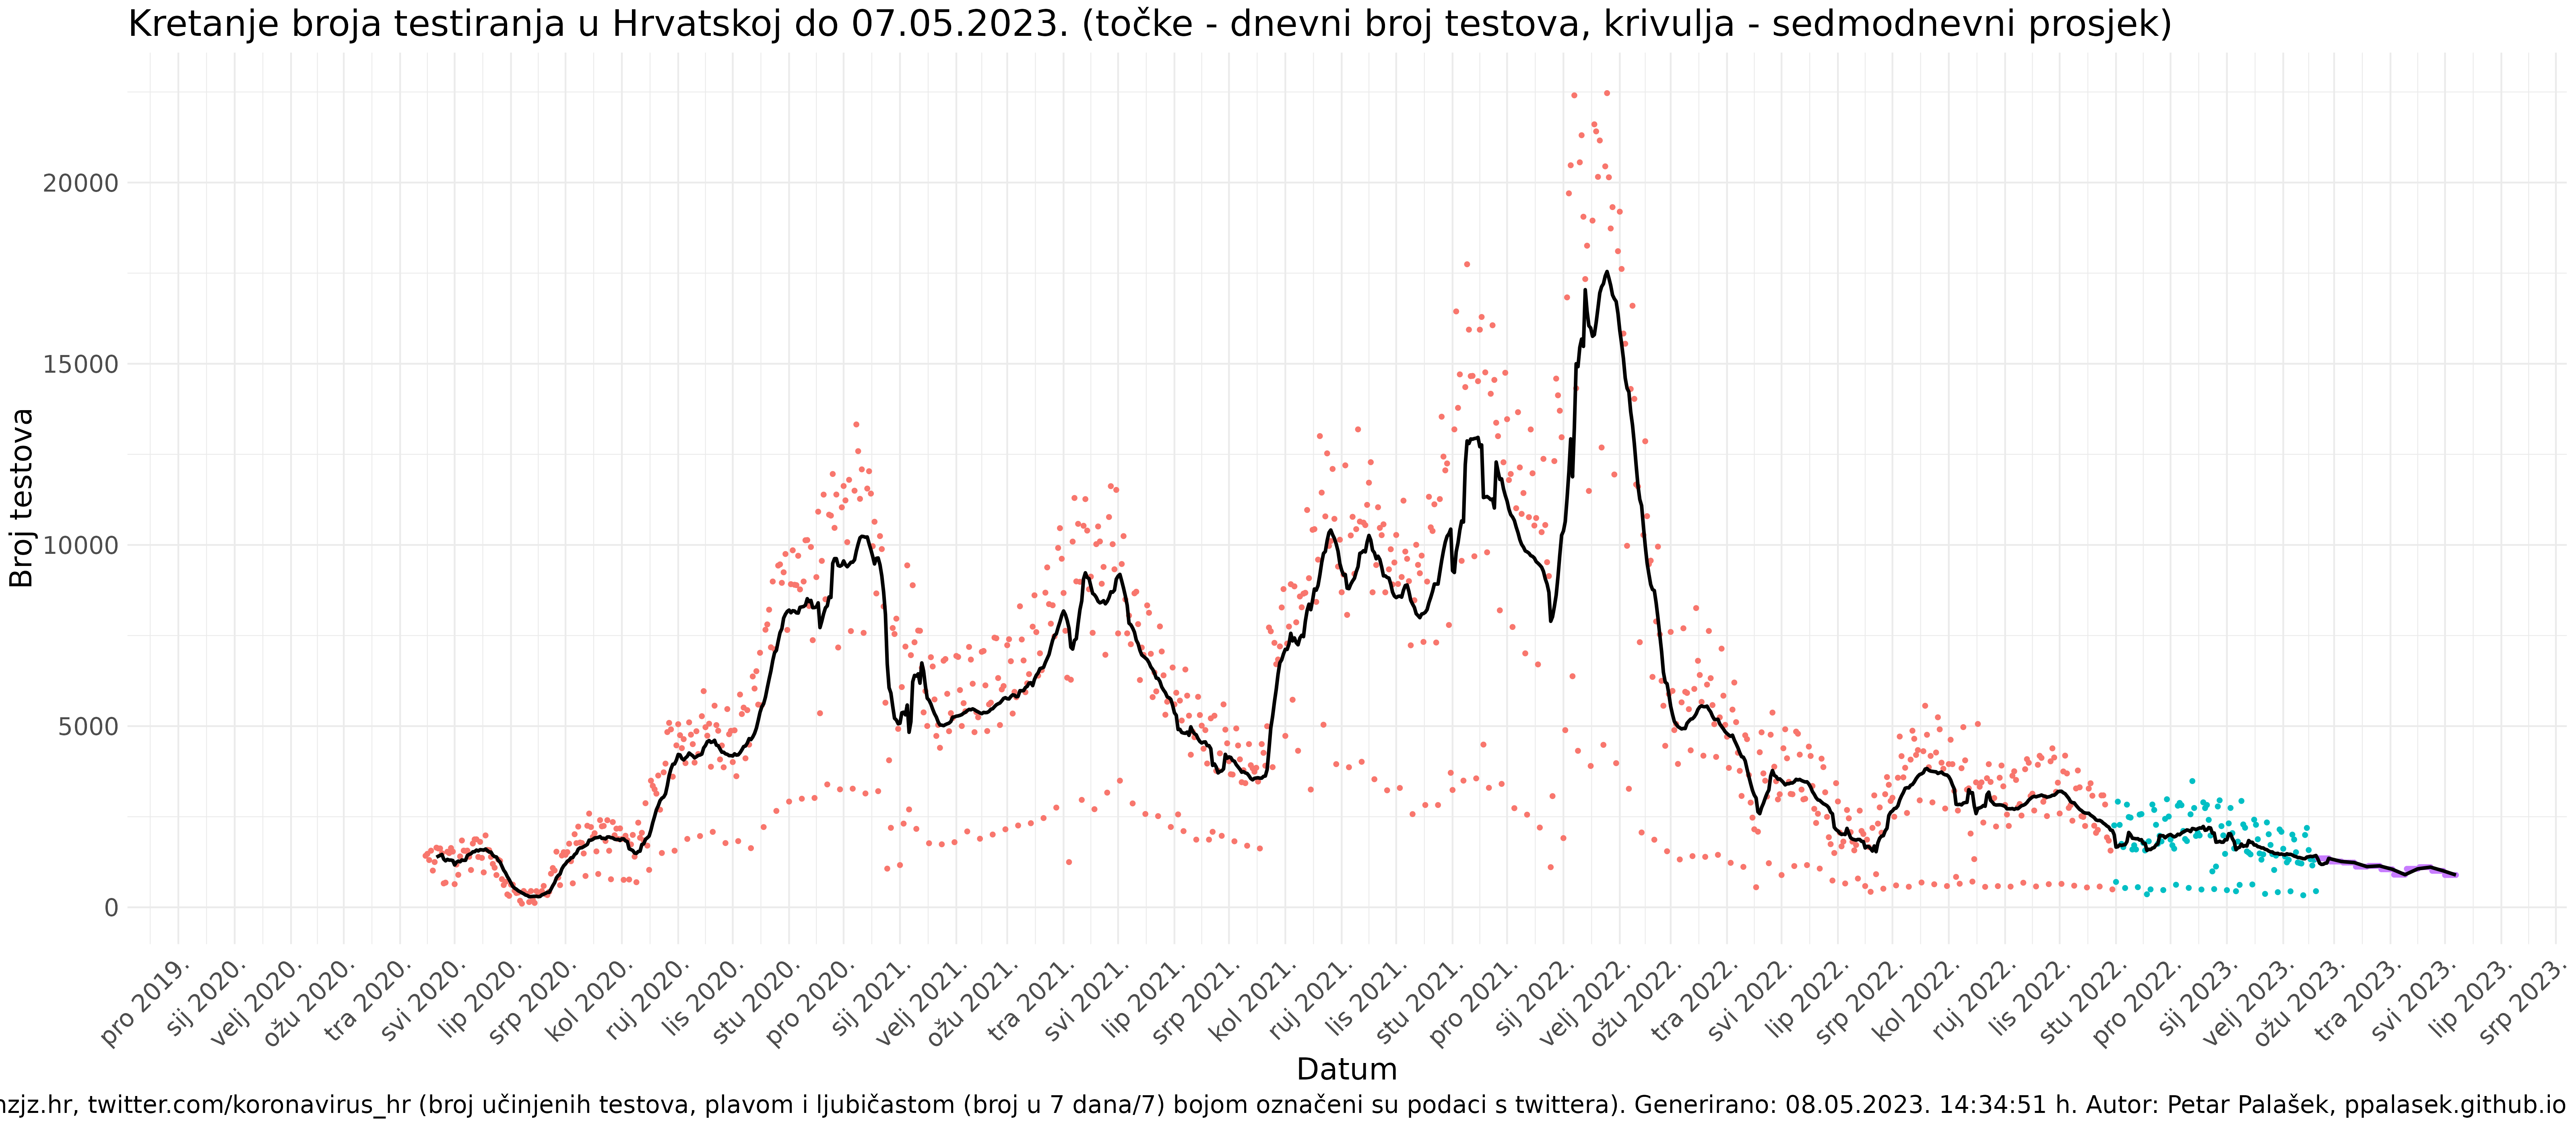 Kretanje broja testiranja u Hrvatskoj do 07.05.2023. (točke - dnevni broj testova, krivulja - sedmodnevni prosjek)
Broj testova
20000
15000
10000
5000
0
pro 2019.
sij 2020.
velj 2020.
ožu 2020.
tra 2020.
svi 2020.
lip 2020.
srp 2020.
kol 2020.
ruj 2020.
lis 2020.
stu 2020.
pro 2020.
sij 2021.
velj 2021.
ožu 2021.
tra 2021.
svi 2021.
lip 2021.
srp 2021.
kol 2021.
ruj 2021.
lis 2021.
stu 2021.
pro 2021.
sij 2022.
velj 2022.
ožu 2022.
tra 2022.
svi 2022.
lip 2022.
srp 2022.
kol 2022.
ruj 2022.
lis 2022.
stu 2022.
pro 2022.
sij 2023.
velj 2023.
ožu 2023.
tra 2023.
svi 2023.
lip 2023.
srp 2023.
Datum
nzjz.hr, twitter.com/koronavirus_hr (broj učinjenih testova, plavom i ljubičastom (broj u 7 dana/7) bojom označeni su podaci s twittera). Generirano: 08.05.2023. 14:34:51 h. Autor: Petar Palašek, ppalasek.github.io